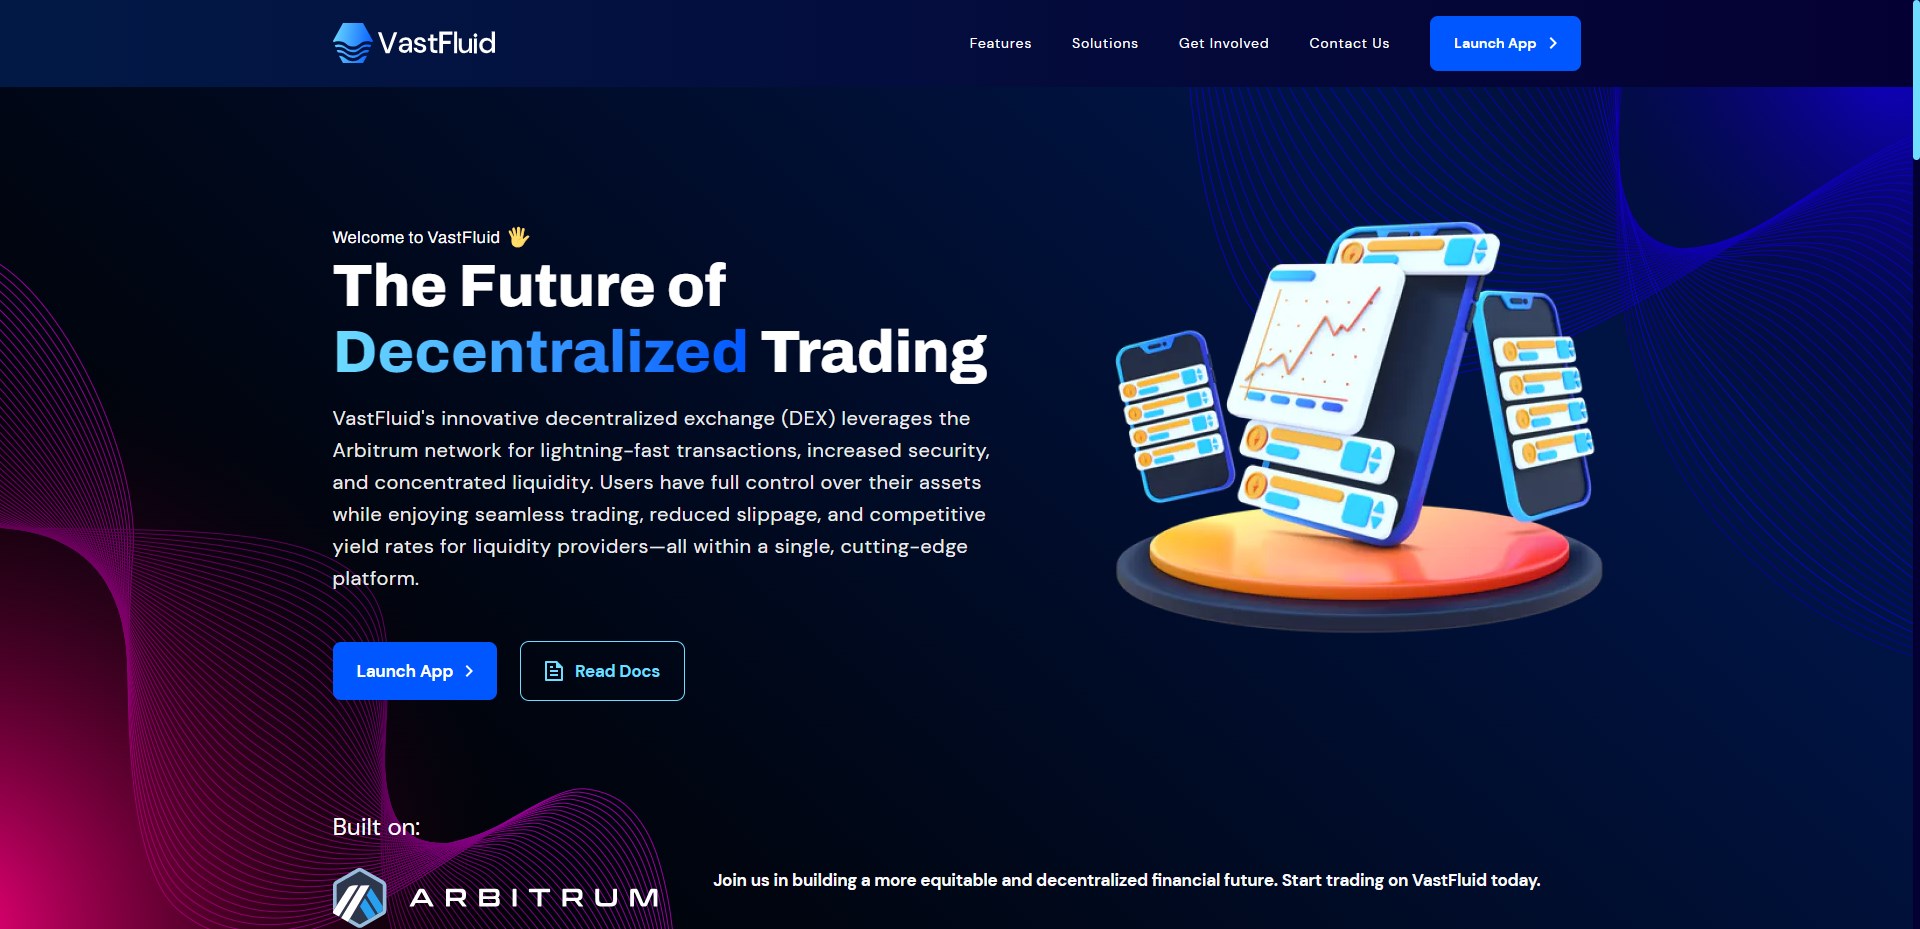 VastFluid
Features
Solutions
Get Involved
Contact Us
Launch App
Welcome to VastFluid
The Future of
Decentralized Trading
VastFluid's innovative decentralized exchange (DEX) leverages the
Arbitrum network for lightning-fast transactions, increased security,
and concentrated liquidity. Users have full control over their assets
while enjoying seamless trading, reduced slippage, and competitive
yield rates for liquidity providers—all within a single, cutting-edge
platform.
Launch App
Read Docs
Built on:
ARBITRUM
Join us in building a more equitable and decentralized financial future. Start trading on VastFluid today.